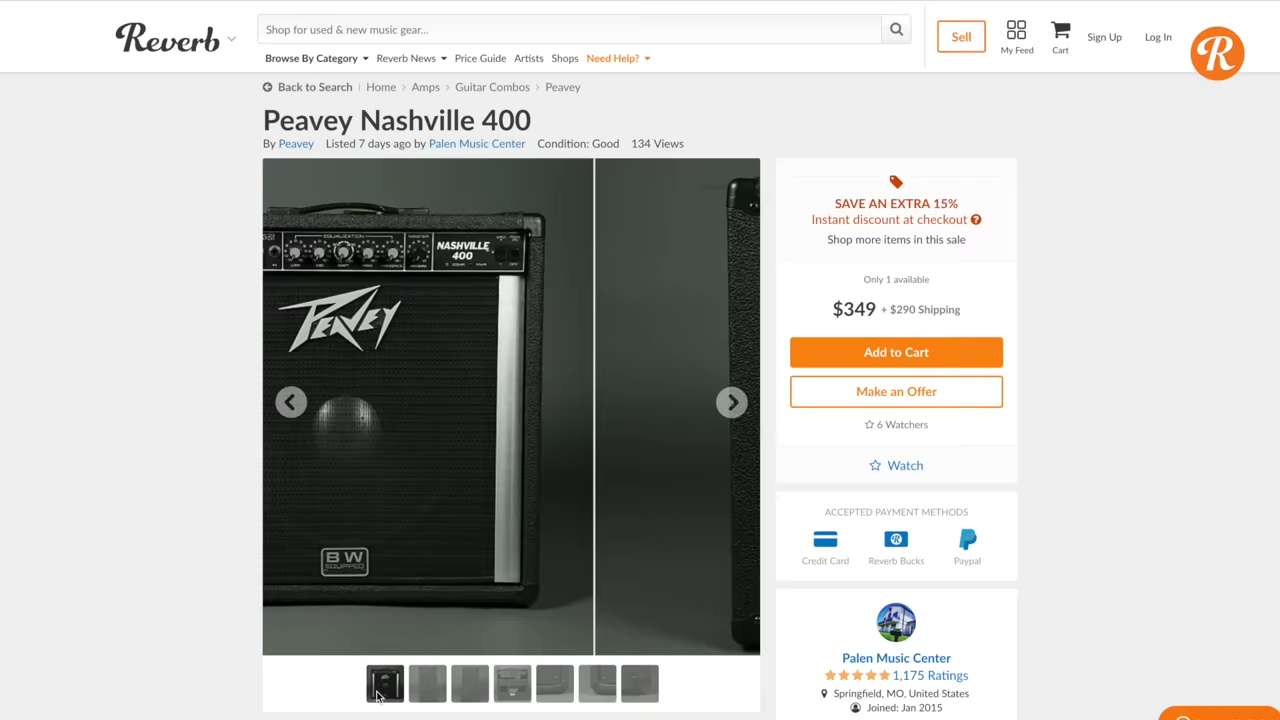 Reverb
Shop for used & new music gear...
Sell
My Feed
Cart
Sign Up
Log In
R
Browse By Category
Reverb News
Price Guide
Artists
Shops
Need Help?
Back to Search
Home > Amps > Guitar Combos > Peavey
Peavey Nashville 400
By Peavey Listed 7 days ago by Palen Music Center Condition: Good 134 Views
EQUALIZATION
MASTER
NASHVILLE
400
PEAVEY
BW
EQUIPPED
SAVE AN EXTRA 15%
Instant discount at checkout ?
Shop more items in this sale
Only 1 available
$349 + $290 Shipping
Add to Cart
Make an Offer
6 Watchers
Watch
ACCEPTED PAYMENT METHODS
Credit Card
Reverb Bucks
Paypal
Palen Music Center
1,175 Ratings
Springfield, MO, United States
Joined: Jan 2015